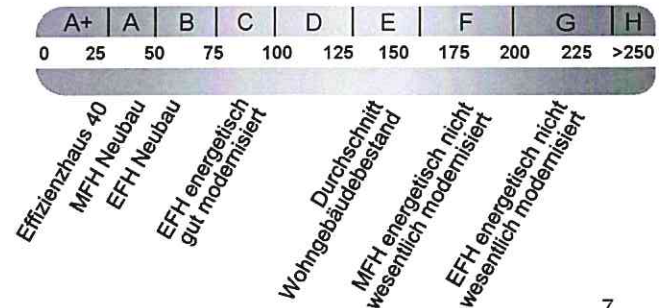 A+ A B C D E F G H
0 25 50 75 100 125 150 175 200 225 >250
Effizienzhaus 40
MFH Neubau
EFH Neubau
EFH energetisch
gut modernisiert
Durchschnitt
Wohngebäudebestand
MFH energetisch nicht
wesentlich modernisiert
EFH energetisch nicht
wesentlich modernisiert